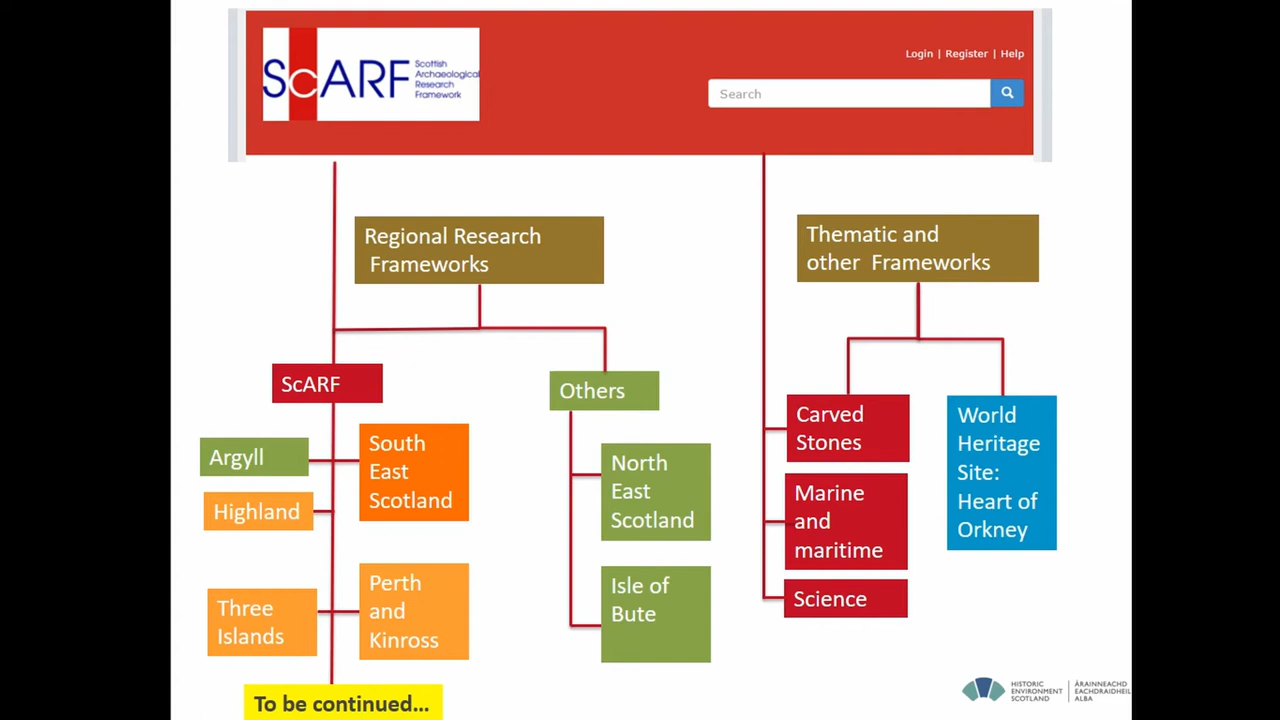 ScARF
Scottish
Archaeological
Research
Framework
Login | Register | Help
Search
Regional Research
Frameworks
Thematic and
other Frameworks
ScARF
Others
Argyll
Highland
South
East
Scotland
Three
Islands
Perth
and
Kinross
To be continued...
North
East
Scotland
Isle of
Bute
Carved
Stones
Marine
and
maritime
Science
World
Heritage
Site:
Heart of
Orkney
HISTORIC
ENVIRONMENT
SCOTLAND
ÀRAINNEACHD
EACHDRAIDHEIL
ALBA